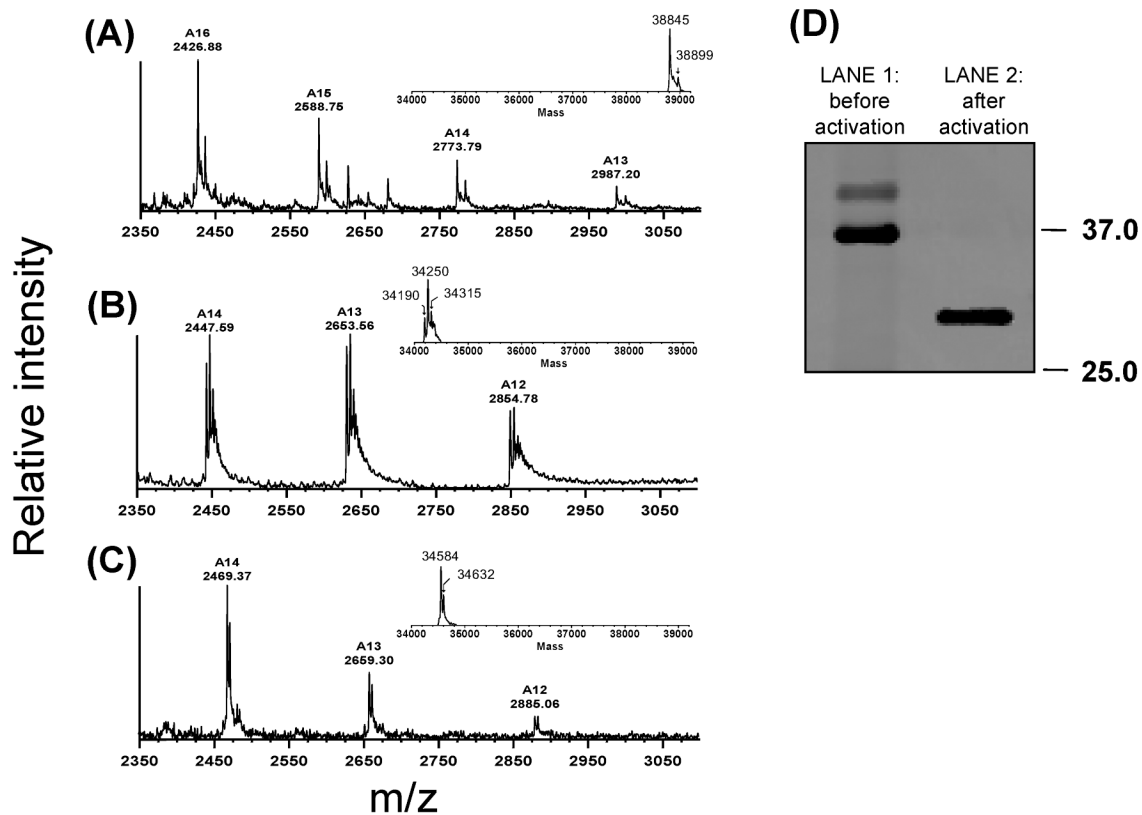 (A)
A16
2426.88
A15
2588.75
A14
2773.79
A13
2987.20
38845
38899
34000 35000 36000 37000 38000 39000
Mass
2350 2450 2550 2650 2750 2850 2950 3050
(B)
A14
2447.59
A13
2653.56
A12
2854.78
34250
34190
34315
34000 35000 36000 37000 38000 39000
Mass
2350 2450 2550 2650 2750 2850 2950 3050
(C)
A14
2469.37
A13
2659.30
A12
2885.06
34584
34632
34000 35000 36000 37000 38000 39000
Mass
2350 2450 2550 2650 2750 2850 2950 3050
m/z
Relative intensity
(D)
LANE 1:
before
activation
LANE 2:
after
activation
37.0
25.0